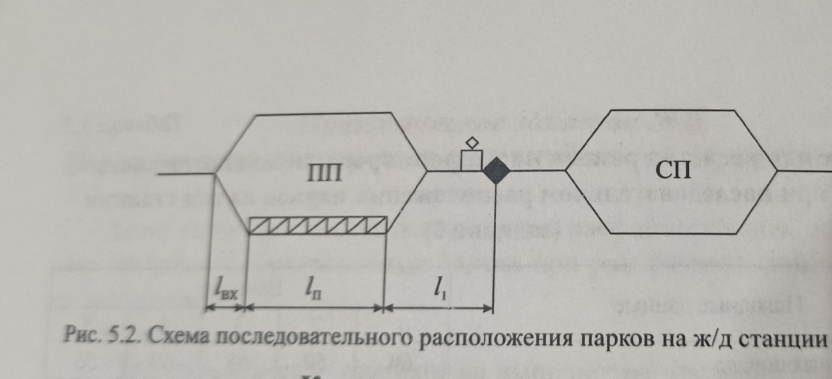 ПП
СП
lвх
lп
l1
Рис. 5.2. Схема последовательного расположения парков на ж/д станции